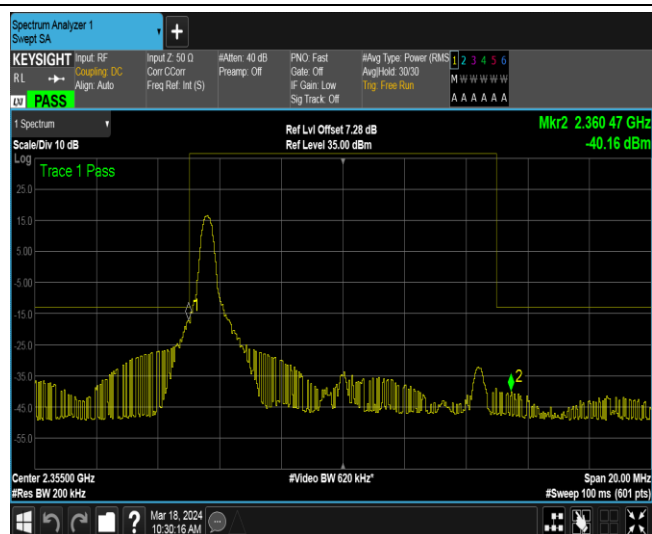 Spectrum Analyzer 1
Swept SA
+
KEYSIGHT Input: RF
RL Coupling: DC
Align: Auto
Input Z: 50 Ω
Corr CCorr
Freq Ref: Int (S)
#Atten: 40 dB
Preamp: Off
PNO: Fast
Gate: Off
IF Gain: Low
Sig Track: Off
#Avg Type: Power (RMS
Avg|Hold: 30/30
Trig: Free Run
1 2 3 4 5 6
M W W W W W
A A A A A A
LXI PASS
1 Spectrum
Scale/Div 10 dB
Ref Lvl Offset 7.28 dB
Ref Level 35.00 dBm
Mkr2 2.360 47 GHz
-40.16 dBm
Log
Trace 1 Pass
25.0
15.0
5.00
-5.00
-15.0
-25.0
-35.0
-45.0
-55.0
1
2
Center 2.35500 GHz
#Res BW 200 kHz
#Video BW 620 kHz*
Span 20.00 MHz
#Sweep 100 ms (601 pts)
?
Mar 18, 2024
10:30:16 AM